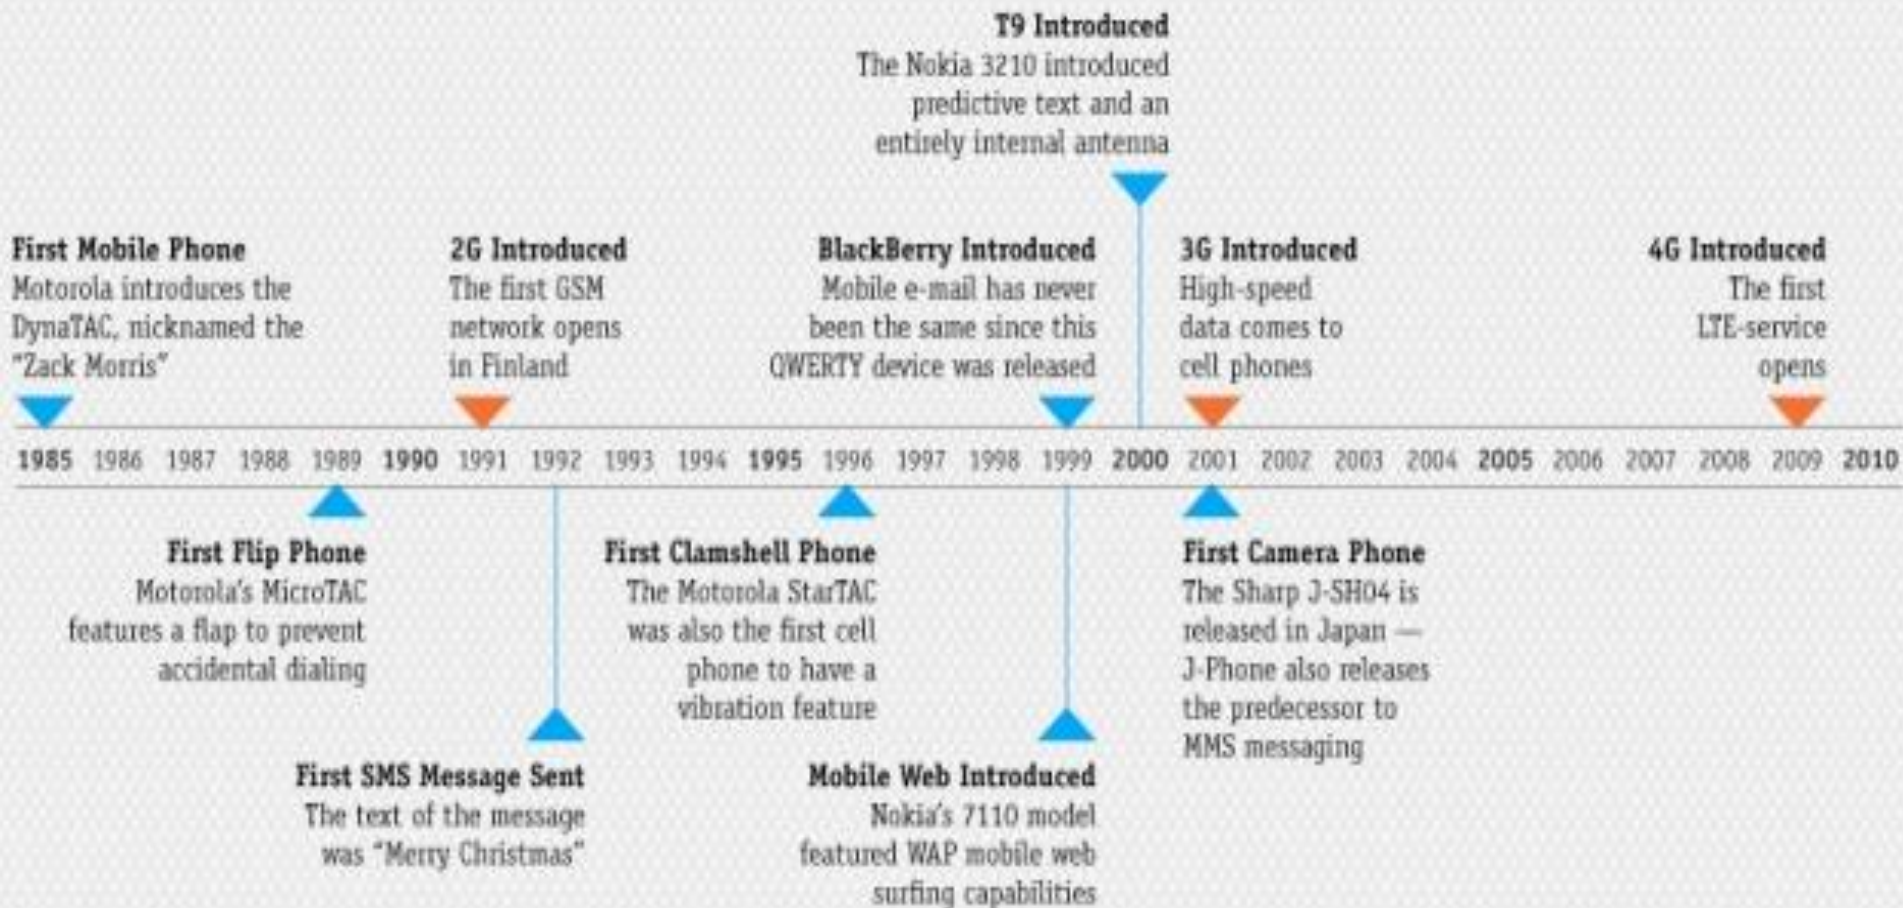 T9 Introduced
The Nokia 3210 introduced
predictive text and an
entirely internal antenna
First Mobile Phone
Motorola introduces the
DynaTAC, nicknamed the
"Zack Morris"
2G Introduced
The first GSM
network opens
in Finland
BlackBerry Introduced
Mobile e-mail has never
been the same since this
QWERTY device was released
3G Introduced
High-speed
data comes to
cell phones
4G Introduced
The first
LTE-service
opens
1985 1986 1987 1988 1989 1990 1991 1992 1993 1994 1995 1996 1997 1998 1999 2000 2001 2002 2003 2004 2005 2006 2007 2008 2009 2010
First Flip Phone
Motorola's MicroTAC
features a flap to prevent
accidental dialing
First SMS Message Sent
The text of the message
was "Merry Christmas"
First Clamshell Phone
The Motorola StarTAC
was also the first cell
phone to have a
vibration feature
Mobile Web Introduced
Nokia's 7110 model
featured WAP mobile web
surfing capabilities
First Camera Phone
The Sharp J-SH04 is
released in Japan —
J-Phone also releases
the predecessor to
MMS messaging